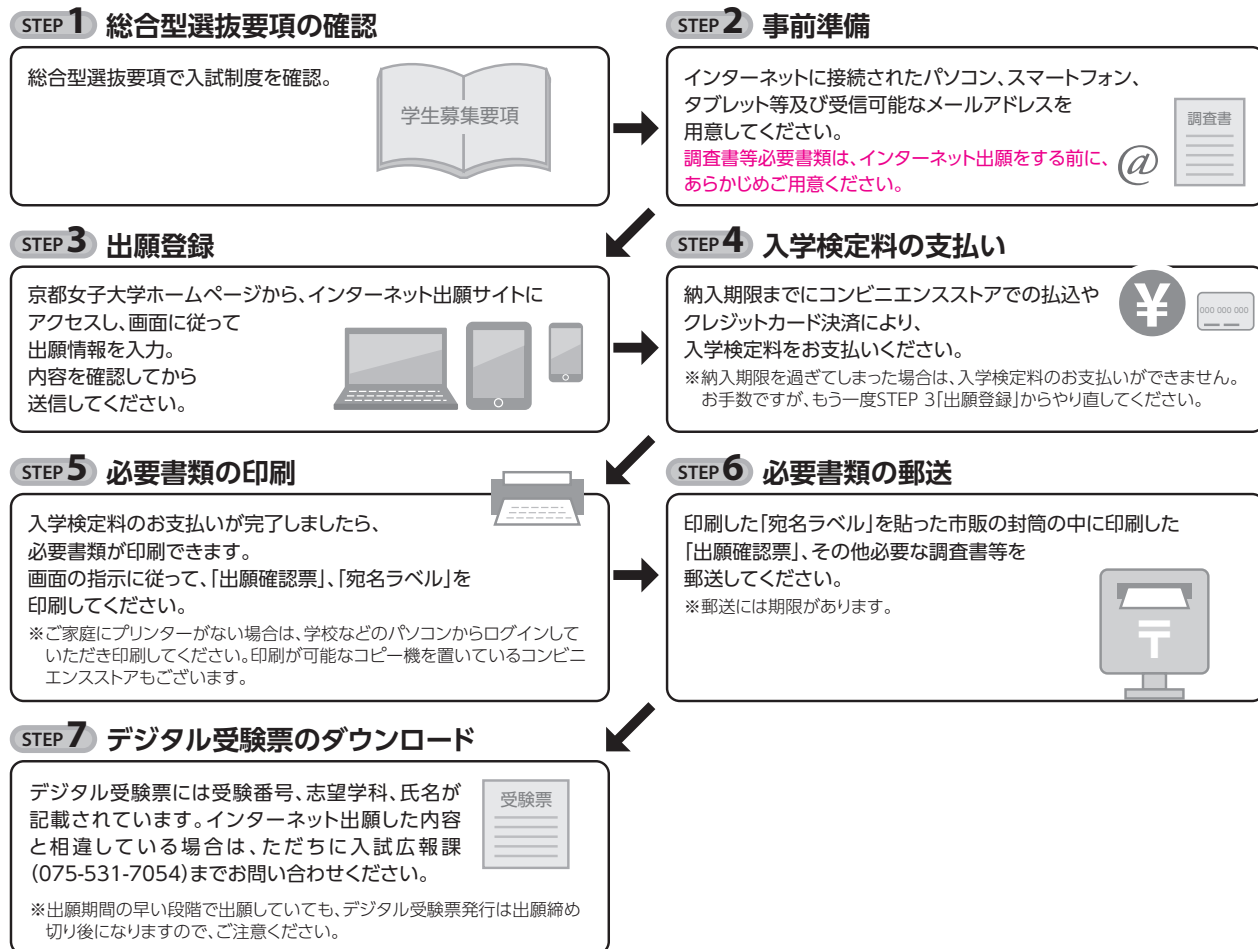 STEP 1 総合型選抜要項の確認
総合型選抜要項で入試制度を確認。
学生募集要項
STEP 2 事前準備
インターネットに接続されたパソコン、スマートフォン、
タブレット等及び受信可能なメールアドレスを
用意してください。
調査書等必要書類は、インターネット出願をする前に、
あらかじめご用意ください。
@
調査書
STEP 3 出願登録
京都女子大学ホームページから、インターネット出願サイトに
アクセスし、画面に従って
出願情報を入力。
内容を確認してから
送信してください。
STEP 4 入学検定料の支払い
納入期限までにコンビニエンスストアでの払込や
クレジットカード決済により、
入学検定料をお支払いください。
※納入期限を過ぎてしまった場合は、入学検定料のお支払いができません。
お手数ですが、もう一度STEP 3「出願登録」からやり直してください。
¥
000 000 000
STEP 5 必要書類の印刷
入学検定料のお支払いが完了しましたら、
必要書類が印刷できます。
画面の指示に従って、「出願確認票」、「宛名ラベル」を
印刷してください。
※ご家庭にプリンターがない場合は、学校などのパソコンからログインして
いただき印刷してください。印刷が可能なコピー機を置いているコンビニ
エンスストアもございます。
STEP 6 必要書類の郵送
印刷した「宛名ラベル」を貼った市販の封筒の中に印刷した
「出願確認票」、その他必要な調査書等を
郵送してください。
※郵送には期限があります。
〒
STEP 7 デジタル受験票のダウンロード
デジタル受験票には受験番号、志望学科、氏名が
記載されています。インターネット出願した内容
と相違している場合は、ただちに入試広報課
(075-531-7054)までお問い合わせください。
※出願期間の早い段階で出願していても、デジタル受験票発行は出願締め
切り後になりますので、ご注意ください。
受験票